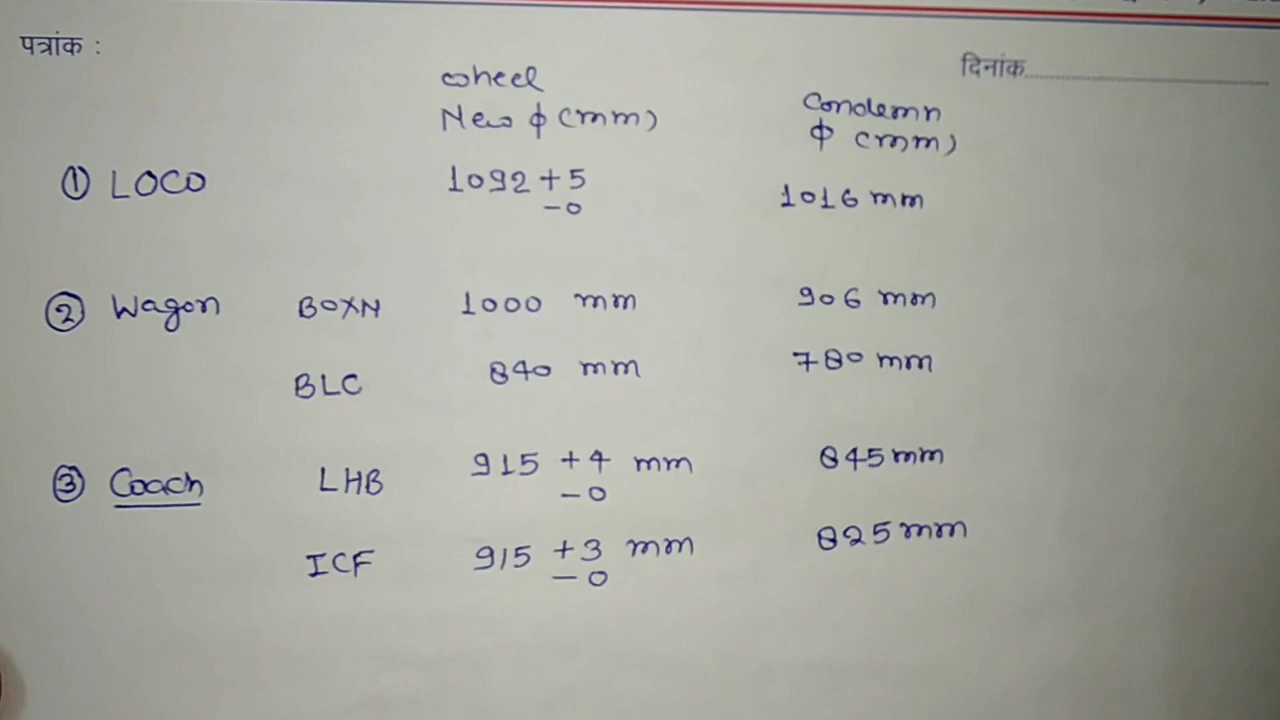 पत्रांक :
दिनांक
wheel
New ϕ (mm)
Condemn
ϕ (mm)
① LOCO 1092 +5 -0 1016 mm
② Wagon BOXN 1000 mm 906 mm
BLC 840 mm 780 mm
③ Coach LHB 915 +4 -0 mm 845 mm
ICF 915 +3 -0 mm 825 mm